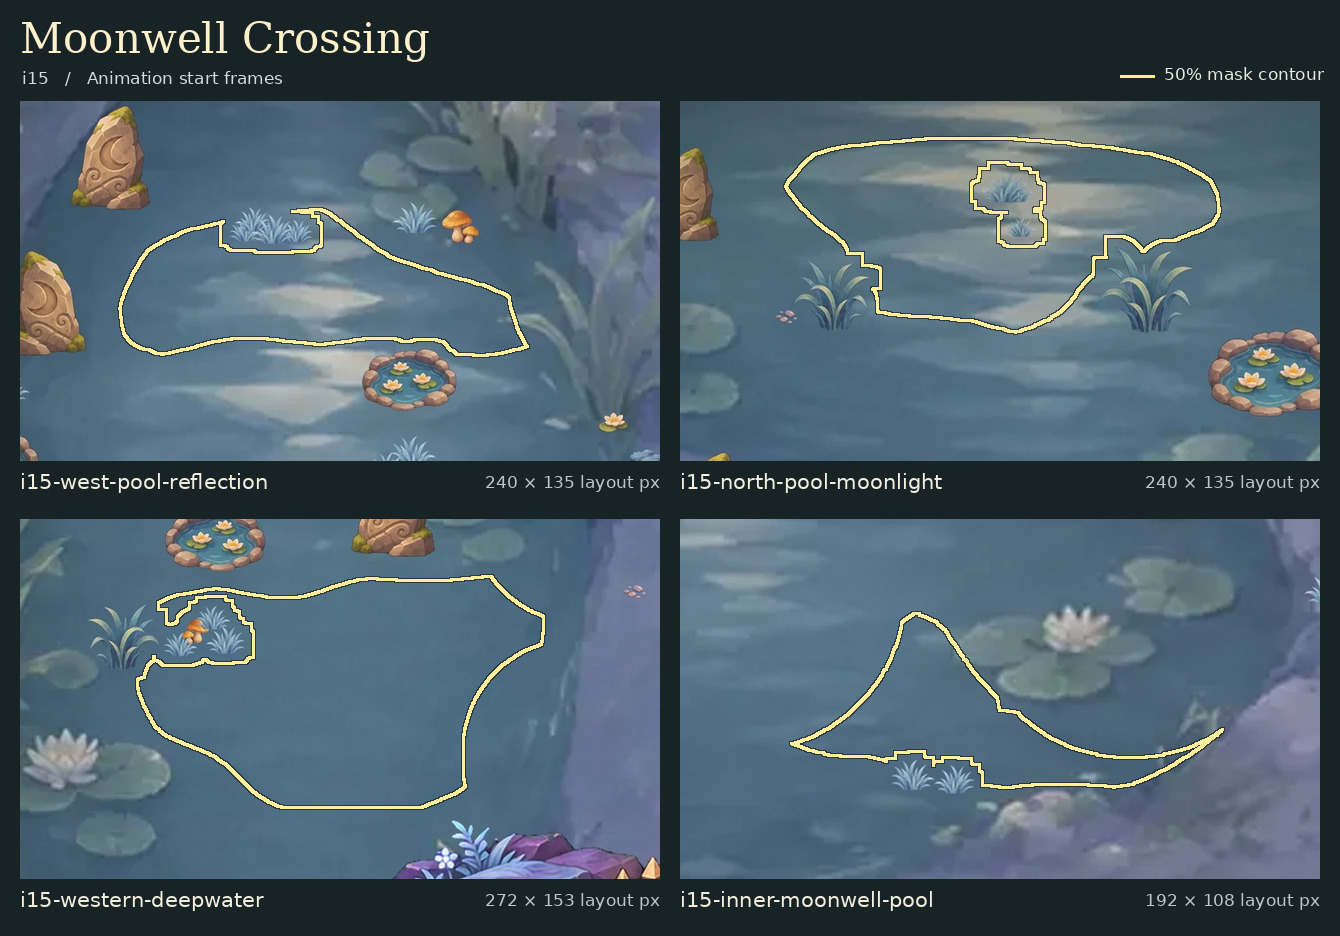 Moonwell Crossing
i15 / Animation start frames
50% mask contour
i15-west-pool-reflection 240 × 135 layout px
i15-north-pool-moonlight 240 × 135 layout px
i15-western-deepwater 272 × 153 layout px
i15-inner-moonwell-pool 192 × 108 layout px